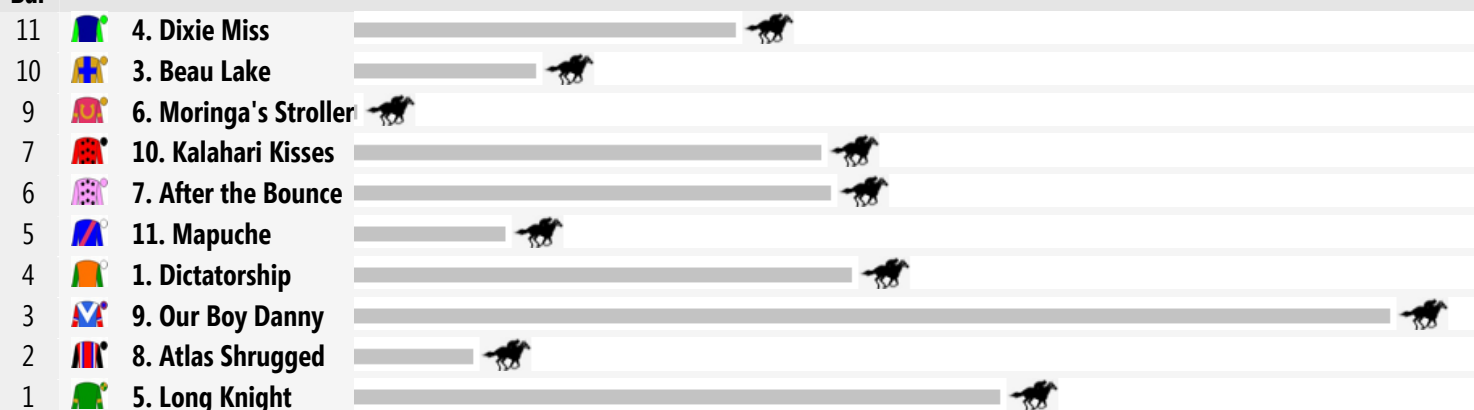 11 4. Dixie Miss
10 3. Beau Lake
9 6. Moringa's Stroller
7 10. Kalahari Kisses
6 7. After the Bounce
5 11. Mapuche
4 1. Dictatorship
3 9. Our Boy Danny
2 8. Atlas Shrugged
1 5. Long Knight